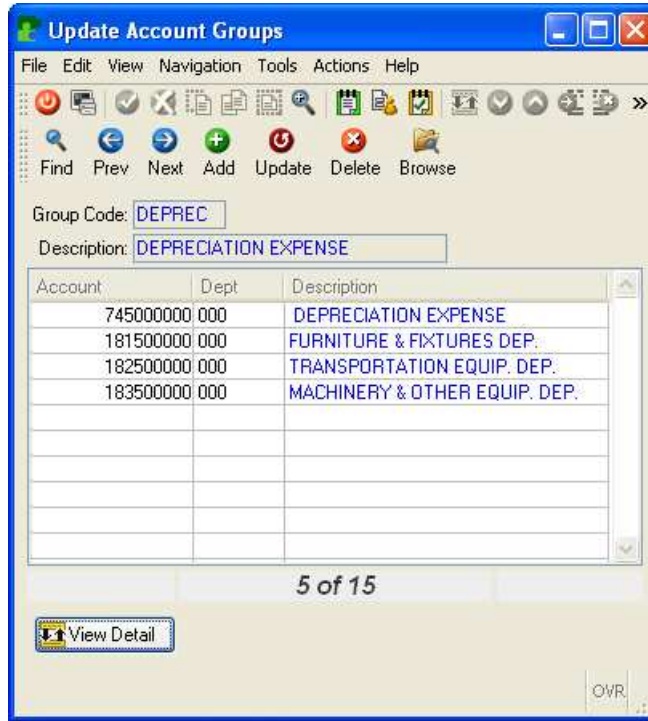 Update Account Groups
File Edit View Navigation Tools Actions Help
»
Find Prev Next Add Update Delete Browse
Group Code: DEPREC
Description: DEPRECIATION EXPENSE
Account Dept Description
745000000 000 DEPRECIATION EXPENSE
181500000 000 FURNITURE & FIXTURES DEP.
182500000 000 TRANSPORTATION EQUIP. DEP.
183500000 000 MACHINERY & OTHER EQUIP. DEP.
5 of 15
View Detail
OVR